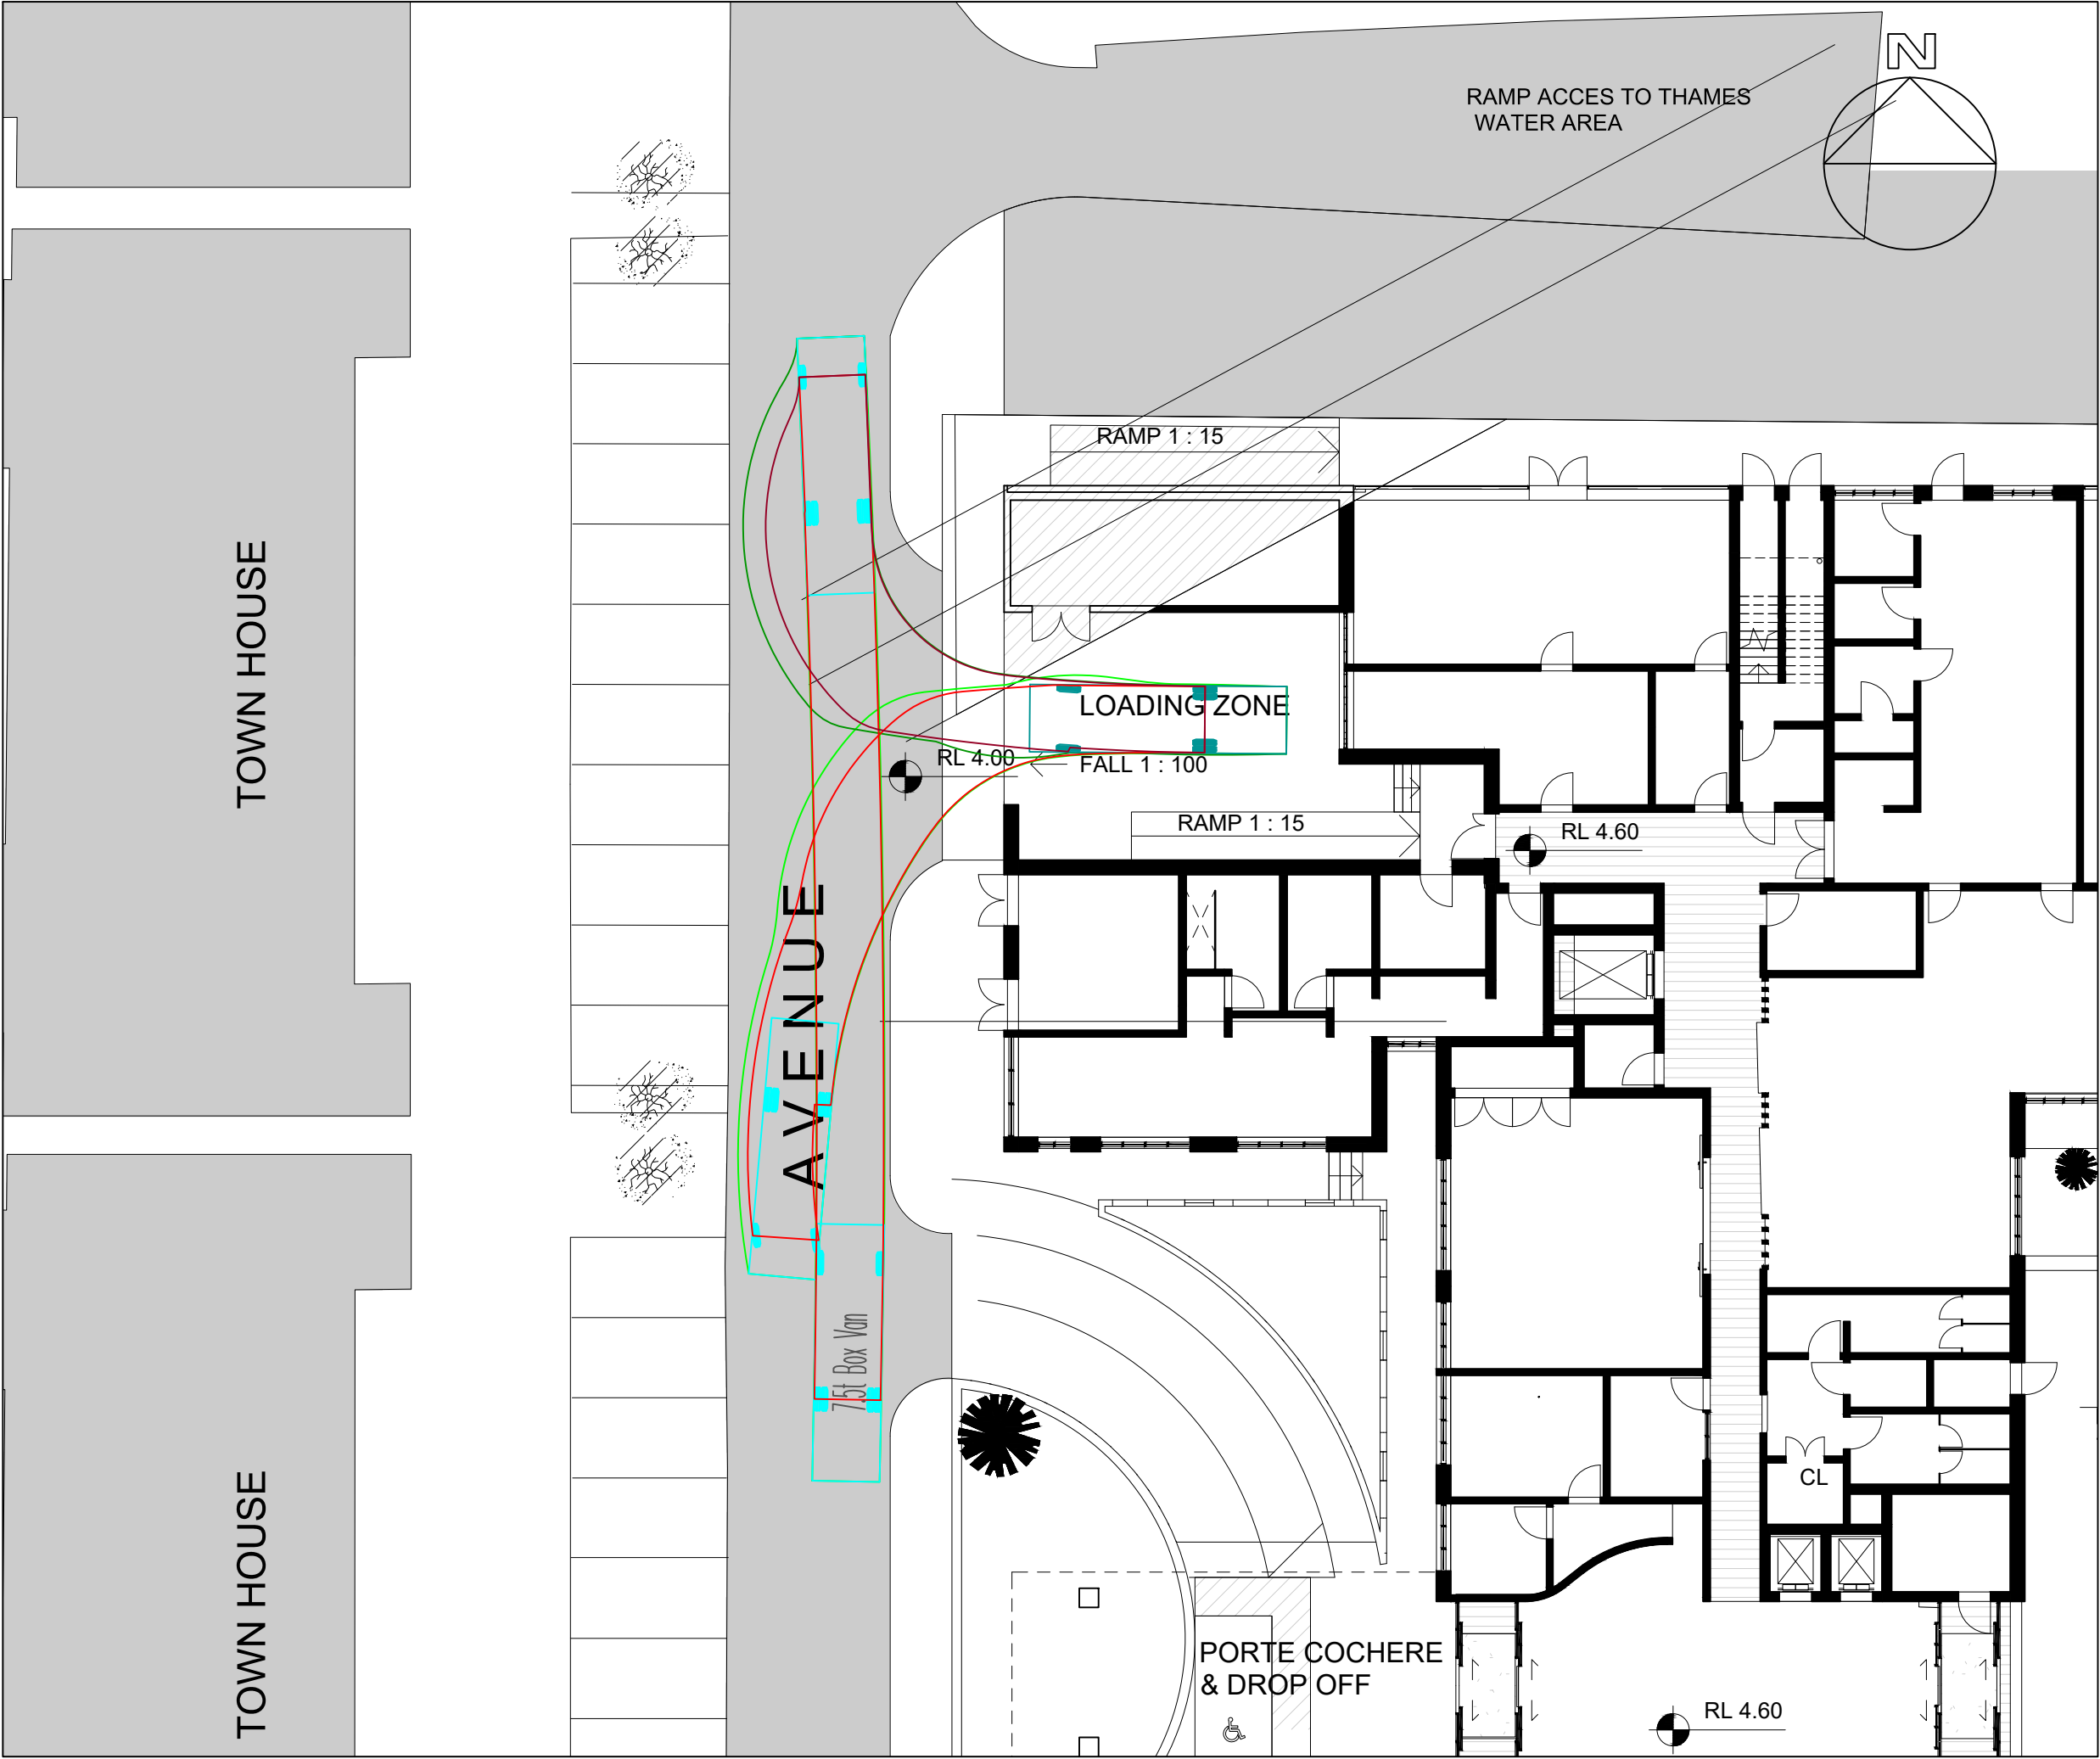 N
RAMP ACCES TO THAMES
WATER AREA
RAMP 1 : 15
TOWN HOUSE
LOADING ZONE
RL 4.00
FALL 1 : 100
RAMP 1 : 15
RL 4.60
AVENUE
7.5t Box Van
CL
TOWN HOUSE
PORTE COCHERE
& DROP OFF
RL 4.60